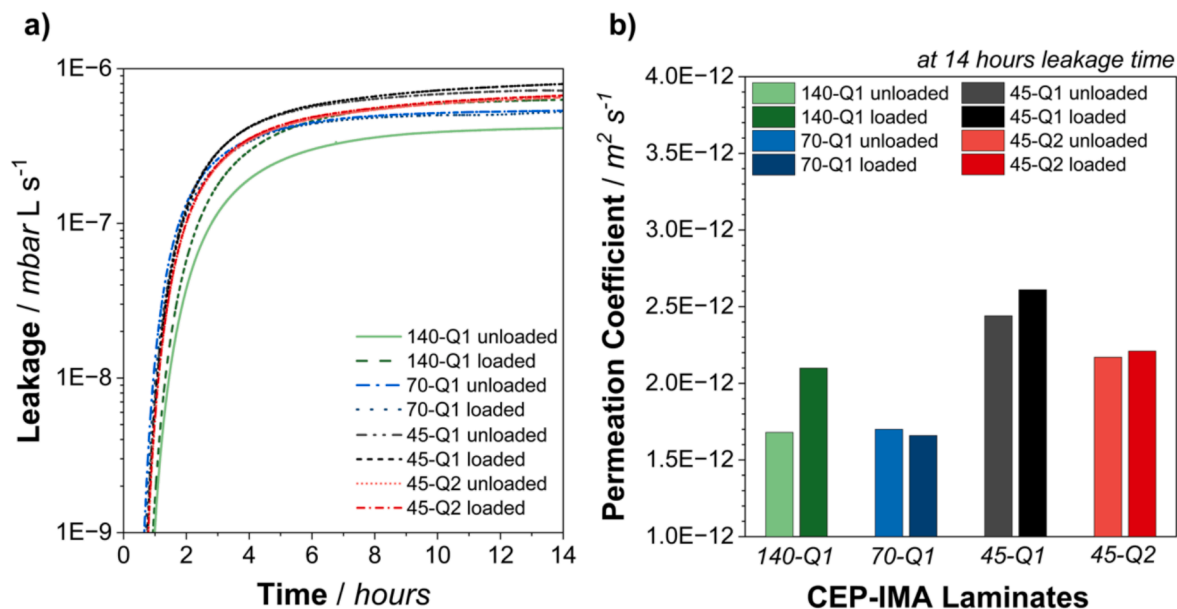 a)
1E-6
1E-7
1E-8
1E-9
Leakage / mbar L s⁻¹
140-Q1 unloaded
140-Q1 loaded
70-Q1 unloaded
70-Q1 loaded
45-Q1 unloaded
45-Q1 loaded
45-Q2 unloaded
45-Q2 loaded
0 2 4 6 8 10 12 14
Time / hours
b)
at 14 hours leakage time
4.0E-12
3.5E-12
3.0E-12
2.5E-12
2.0E-12
1.5E-12
1.0E-12
Permeation Coefficient / m² s⁻¹
140-Q1 unloaded
140-Q1 loaded
70-Q1 unloaded
70-Q1 loaded
45-Q1 unloaded
45-Q1 loaded
45-Q2 unloaded
45-Q2 loaded
140-Q1 70-Q1 45-Q1 45-Q2
CEP-IMA Laminates